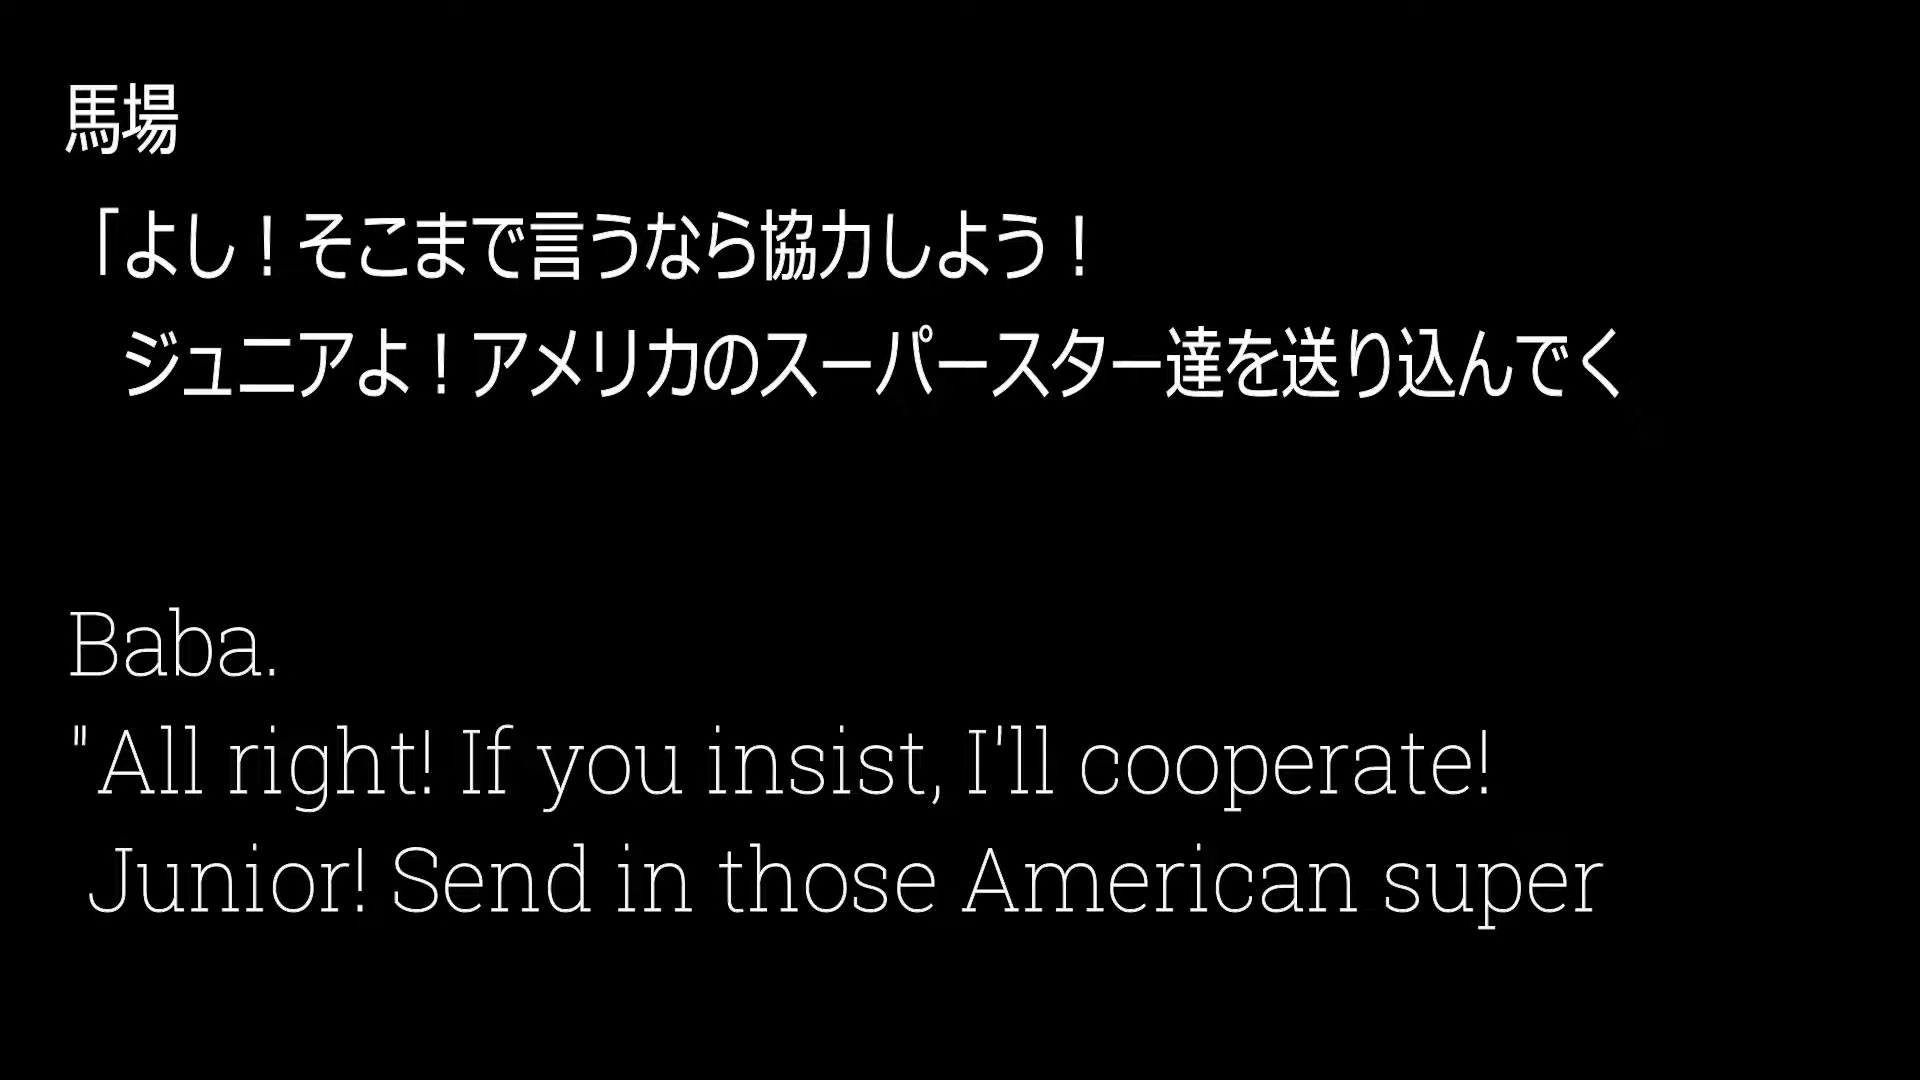 馬場
「よし！そこまで言うなら協力しよう！
ジュニアよ！アメリカのスーパースター達を送り込んでく
Baba.
"All right! If you insist, I'll cooperate!
Junior! Send in those American super